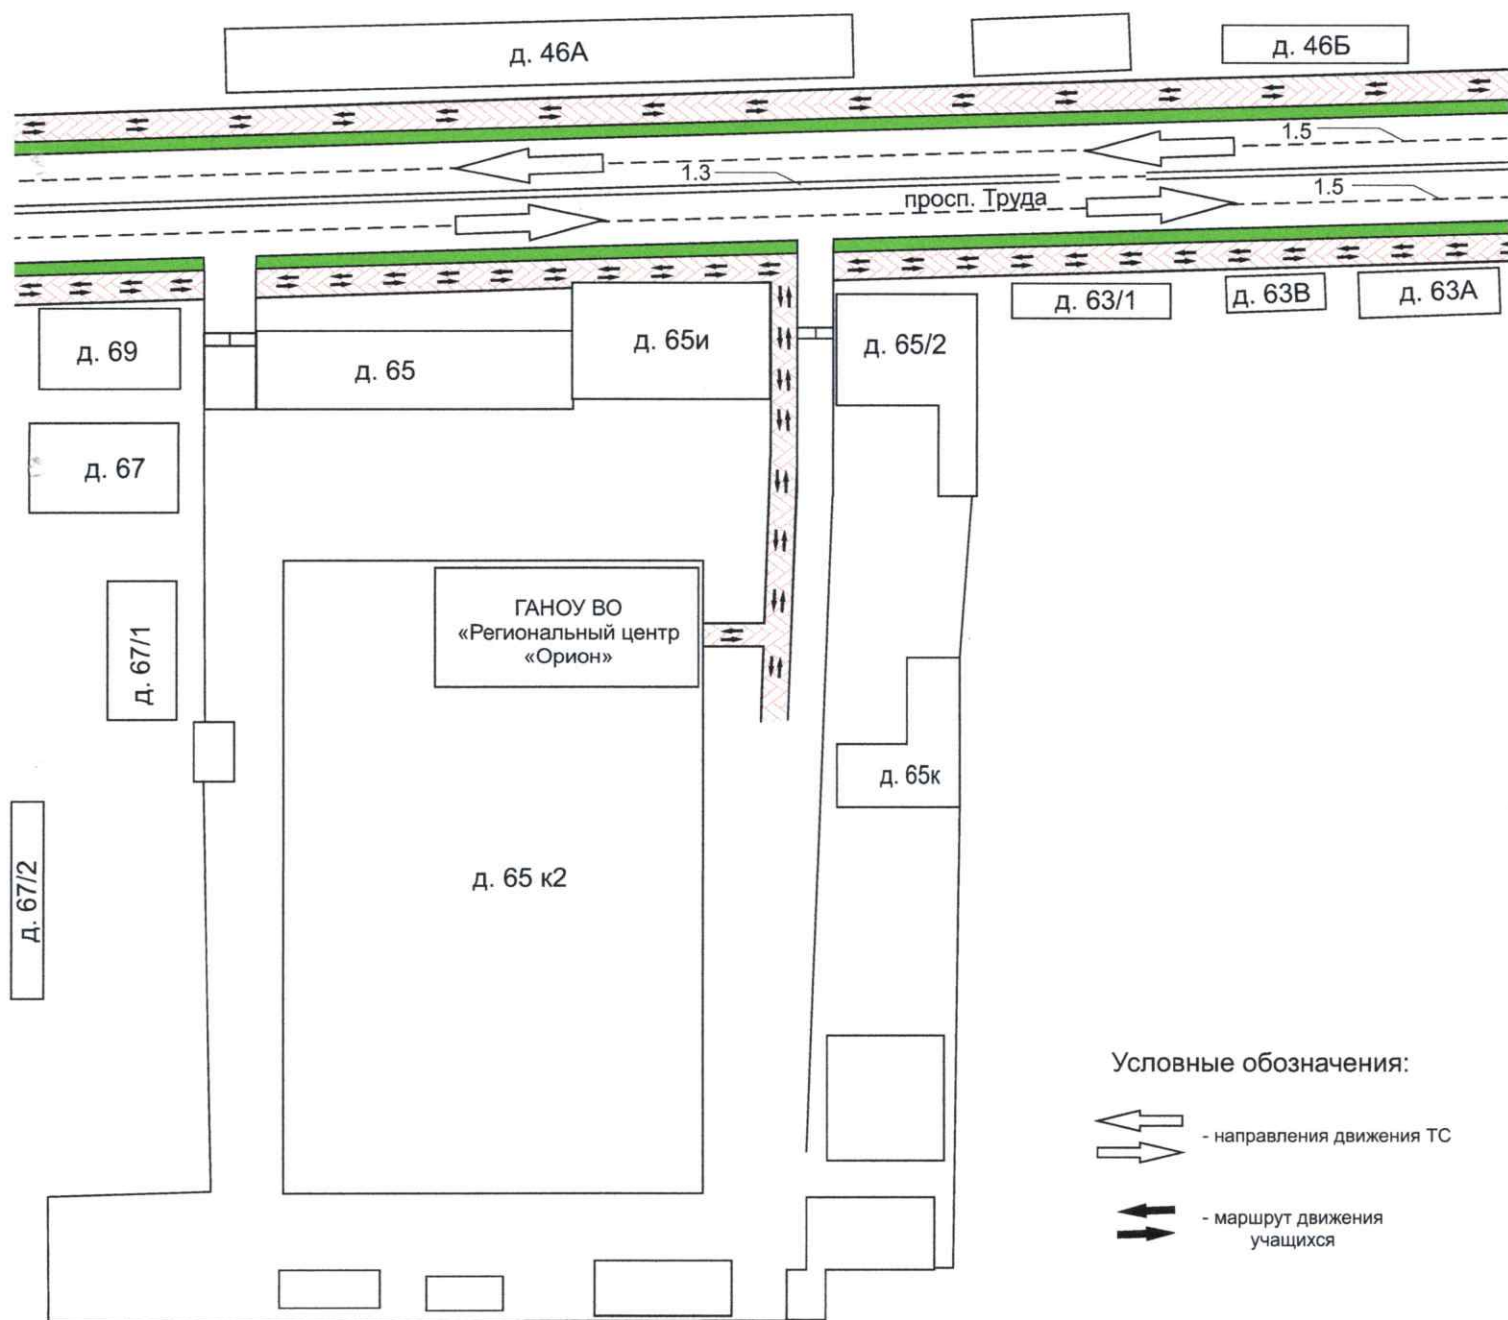 д. 46А
д. 46Б
1.5
1.3
1.5
просп. Труда
д. 63/1
д. 63В
д. 63А
д. 69
д. 65
д. 65и
д. 65/2
д. 67
ГАНОУ ВО
«Региональный центр
«Орион»
д. 67/1
д. 65к
д. 67/2
д. 65 к2
Условные обозначения:
- направления движения ТС
- маршрут движения
учащихся